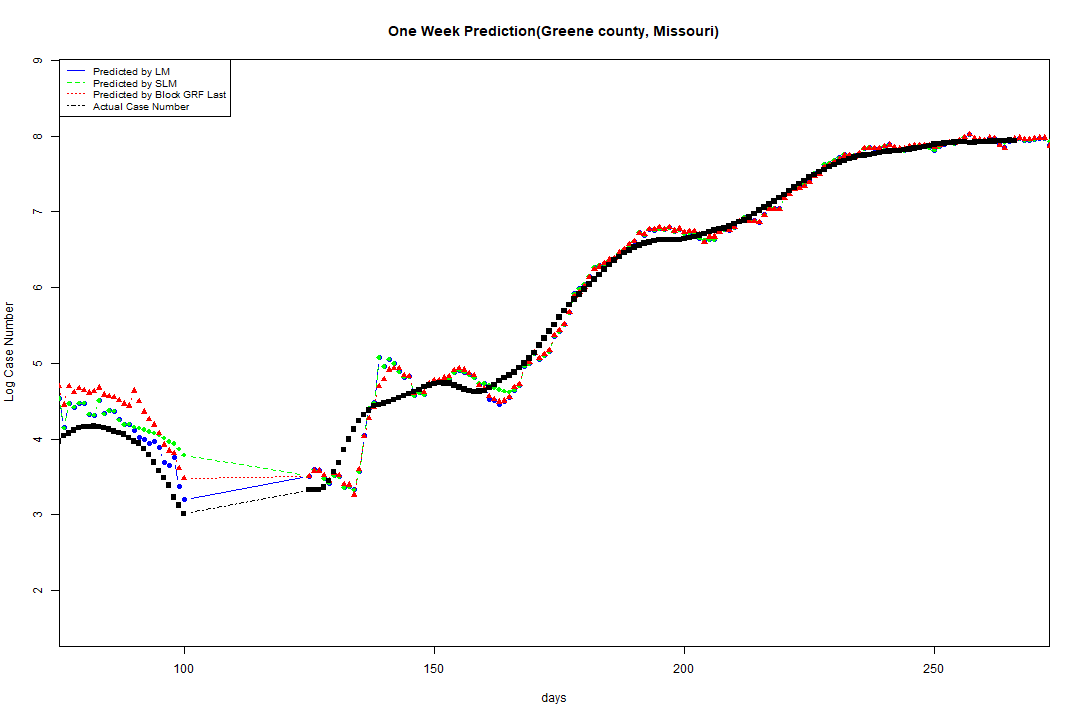 One Week Prediction(Greene county, Missouri)
Predicted by LM
Predicted by SLM
Predicted by Block GRF Last
Actual Case Number
9
8
7
6
5
4
3
2
Log Case Number
100 150 200 250
days